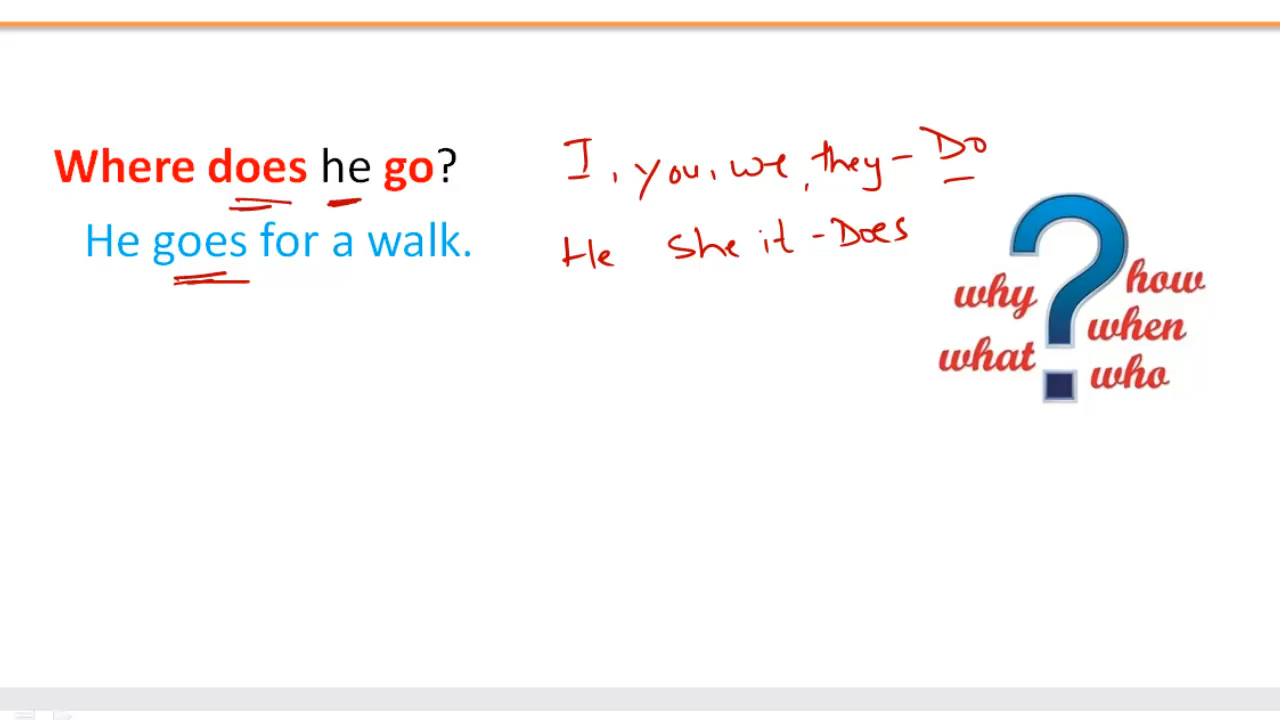 Where does he go?
He goes for a walk.
I, you, we, they - Do
He She it - Does
why
how
when
what
who